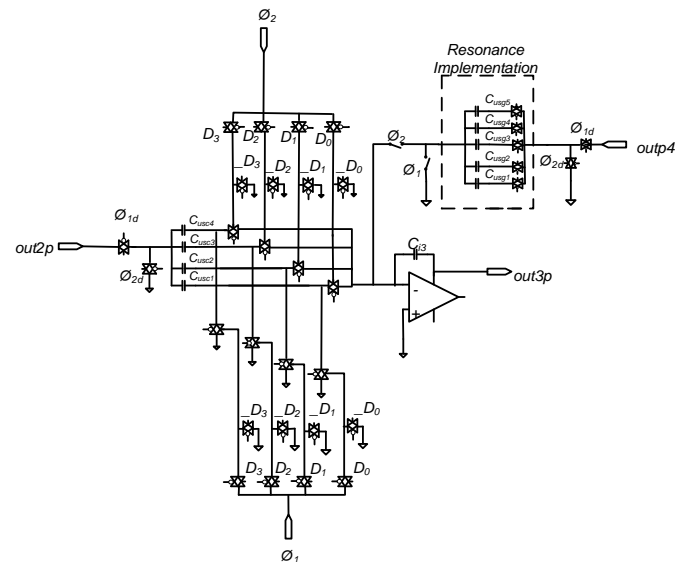 Ø2
Resonance
Implementation
Cusg5
Cusg4
Cusg3
Cusg2
Cusg1
Ø1d
outp4
Ø2d
Ø2
Ø1
D3
D2
D1
D0
_D3
_D2
_D1
_D0
Ø1d
out2p
Ø2d
Cusc4
Cusc3
Cusc2
Cusc1
Ci3
-
+
out3p
_D3
_D2
_D1
_D0
D3
D2
D1
D0
Ø1